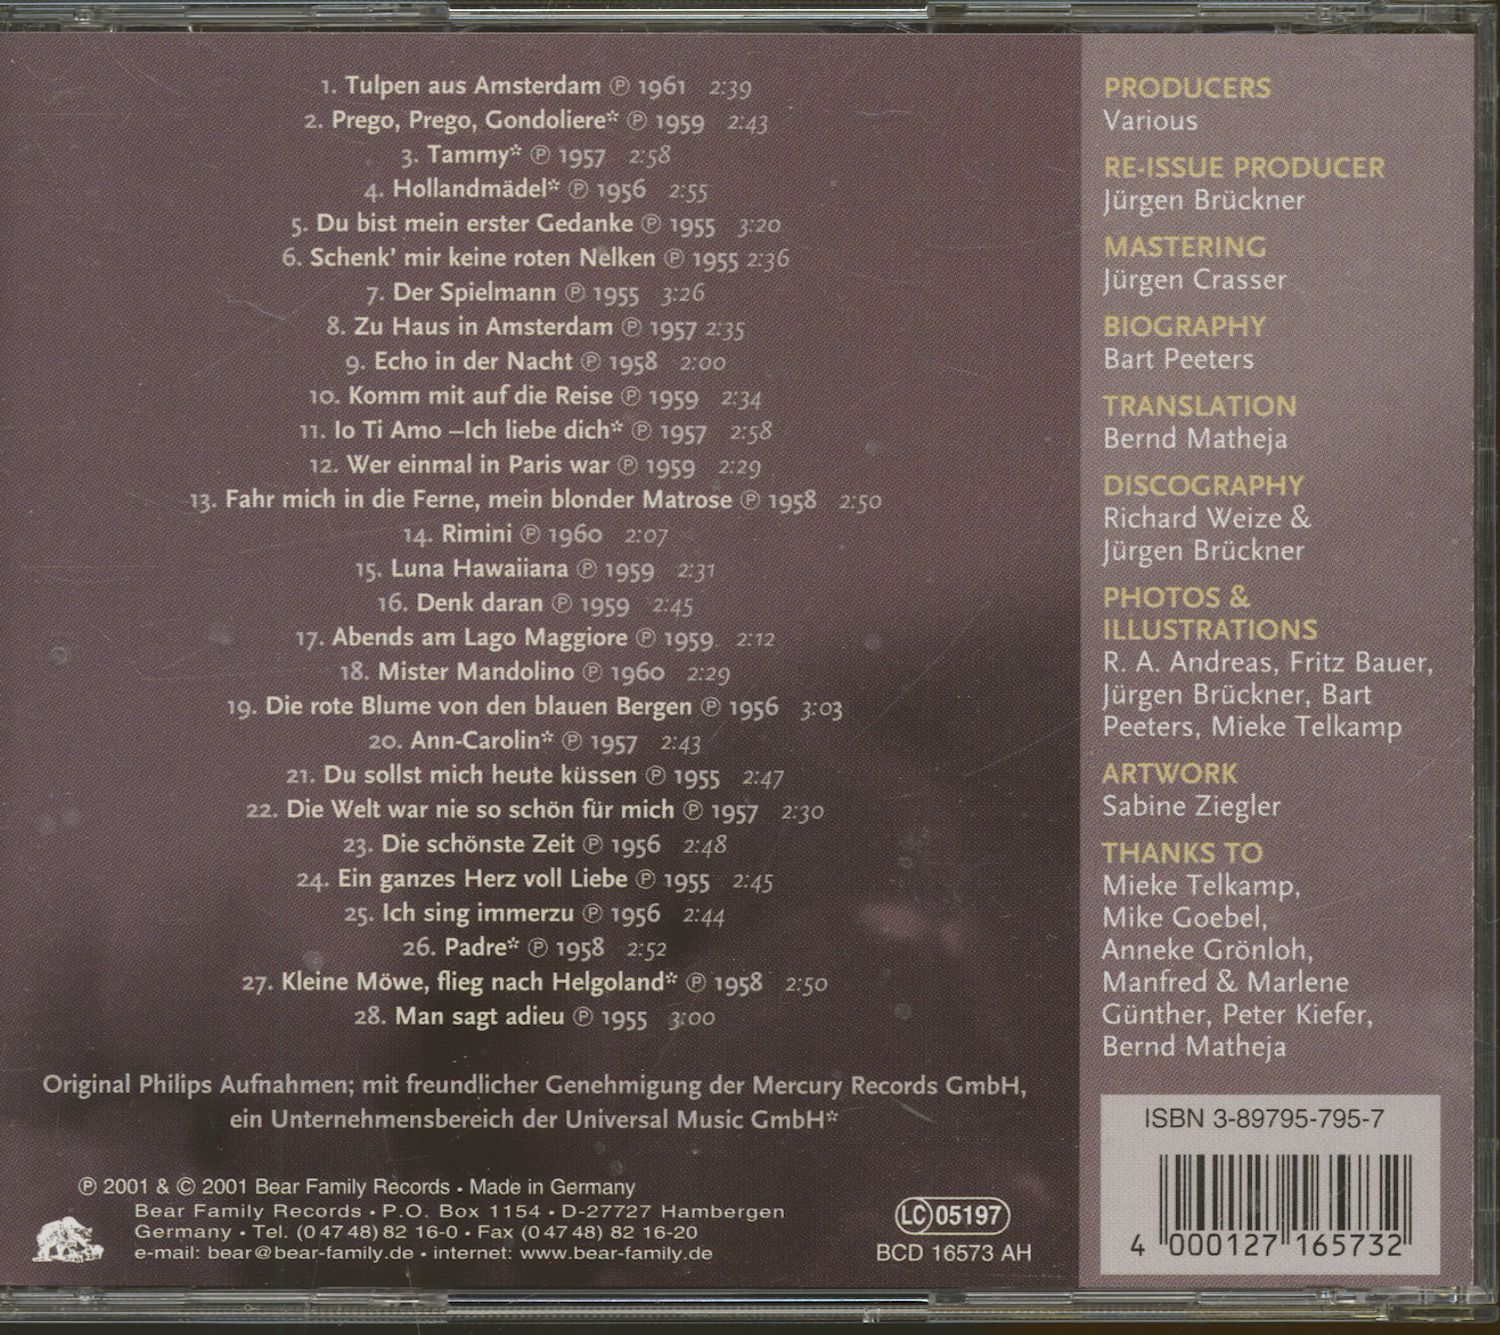 1. Tulpen aus Amsterdam ℗ 1961 2:39
2. Prego, Prego, Gondoliere* ℗ 1959 2:43
3. Tammy* ℗ 1957 2:58
4. Hollandmädel* ℗ 1956 2:55
5. Du bist mein erster Gedanke ℗ 1955 3:20
6. Schenk' mir keine roten Nelken ℗ 1955 2:36
7. Der Spielmann ℗ 1955 3:26
8. Zu Haus in Amsterdam ℗ 1957 2:35
9. Echo in der Nacht ℗ 1958 2:00
10. Komm mit auf die Reise ℗ 1959 2:34
11. Io Ti Amo –Ich liebe dich* ℗ 1957 2:58
12. Wer einmal in Paris war ℗ 1959 2:29
13. Fahr mich in die Ferne, mein blonder Matrose ℗ 1958 2:50
14. Rimini ℗ 1960 2:07
15. Luna Hawaiiana ℗ 1959 2:31
16. Denk daran ℗ 1959 2:45
17. Abends am Lago Maggiore ℗ 1959 2:12
18. Mister Mandolino ℗ 1960 2:29
19. Die rote Blume von den blauen Bergen ℗ 1956 3:03
20. Ann-Carolin* ℗ 1957 2:43
21. Du sollst mich heute küssen ℗ 1955 2:47
22. Die Welt war nie so schön für mich ℗ 1957 2:30
23. Die schönste Zeit ℗ 1956 2:48
24. Ein ganzes Herz voll Liebe ℗ 1955 2:45
25. Ich sing immerzu ℗ 1956 2:44
26. Padre* ℗ 1958 2:52
27. Kleine Möwe, flieg nach Helgoland* ℗ 1958 2:50
28. Man sagt adieu ℗ 1955 3:00
Original Philips Aufnahmen; mit freundlicher Genehmigung der Mercury Records GmbH,
ein Unternehmensbereich der Universal Music GmbH*
℗ 2001 & © 2001 Bear Family Records • Made in Germany
Bear Family Records • P.O. Box 1154 • D-27727 Hambergen
Germany • Tel. (0 47 48) 82 16-0 • Fax (0 47 48) 82 16-20
e-mail: bear@bear-family.de • internet: www.bear-family.de
LC 05197
BCD 16573 AH
PRODUCERS
Various
RE-ISSUE PRODUCER
Jürgen Brückner
MASTERING
Jürgen Crasser
BIOGRAPHY
Bart Peeters
TRANSLATION
Bernd Matheja
DISCOGRAPHY
Richard Weize &
Jürgen Brückner
PHOTOS &
ILLUSTRATIONS
R. A. Andreas, Fritz Bauer,
Jürgen Brückner, Bart
Peeters, Mieke Telkamp
ARTWORK
Sabine Ziegler
THANKS TO
Mieke Telkamp,
Mike Goebel,
Anneke Grönloh,
Manfred & Marlene
Günther, Peter Kiefer,
Bernd Matheja
ISBN 3-89795-795-7
4 000127 165732